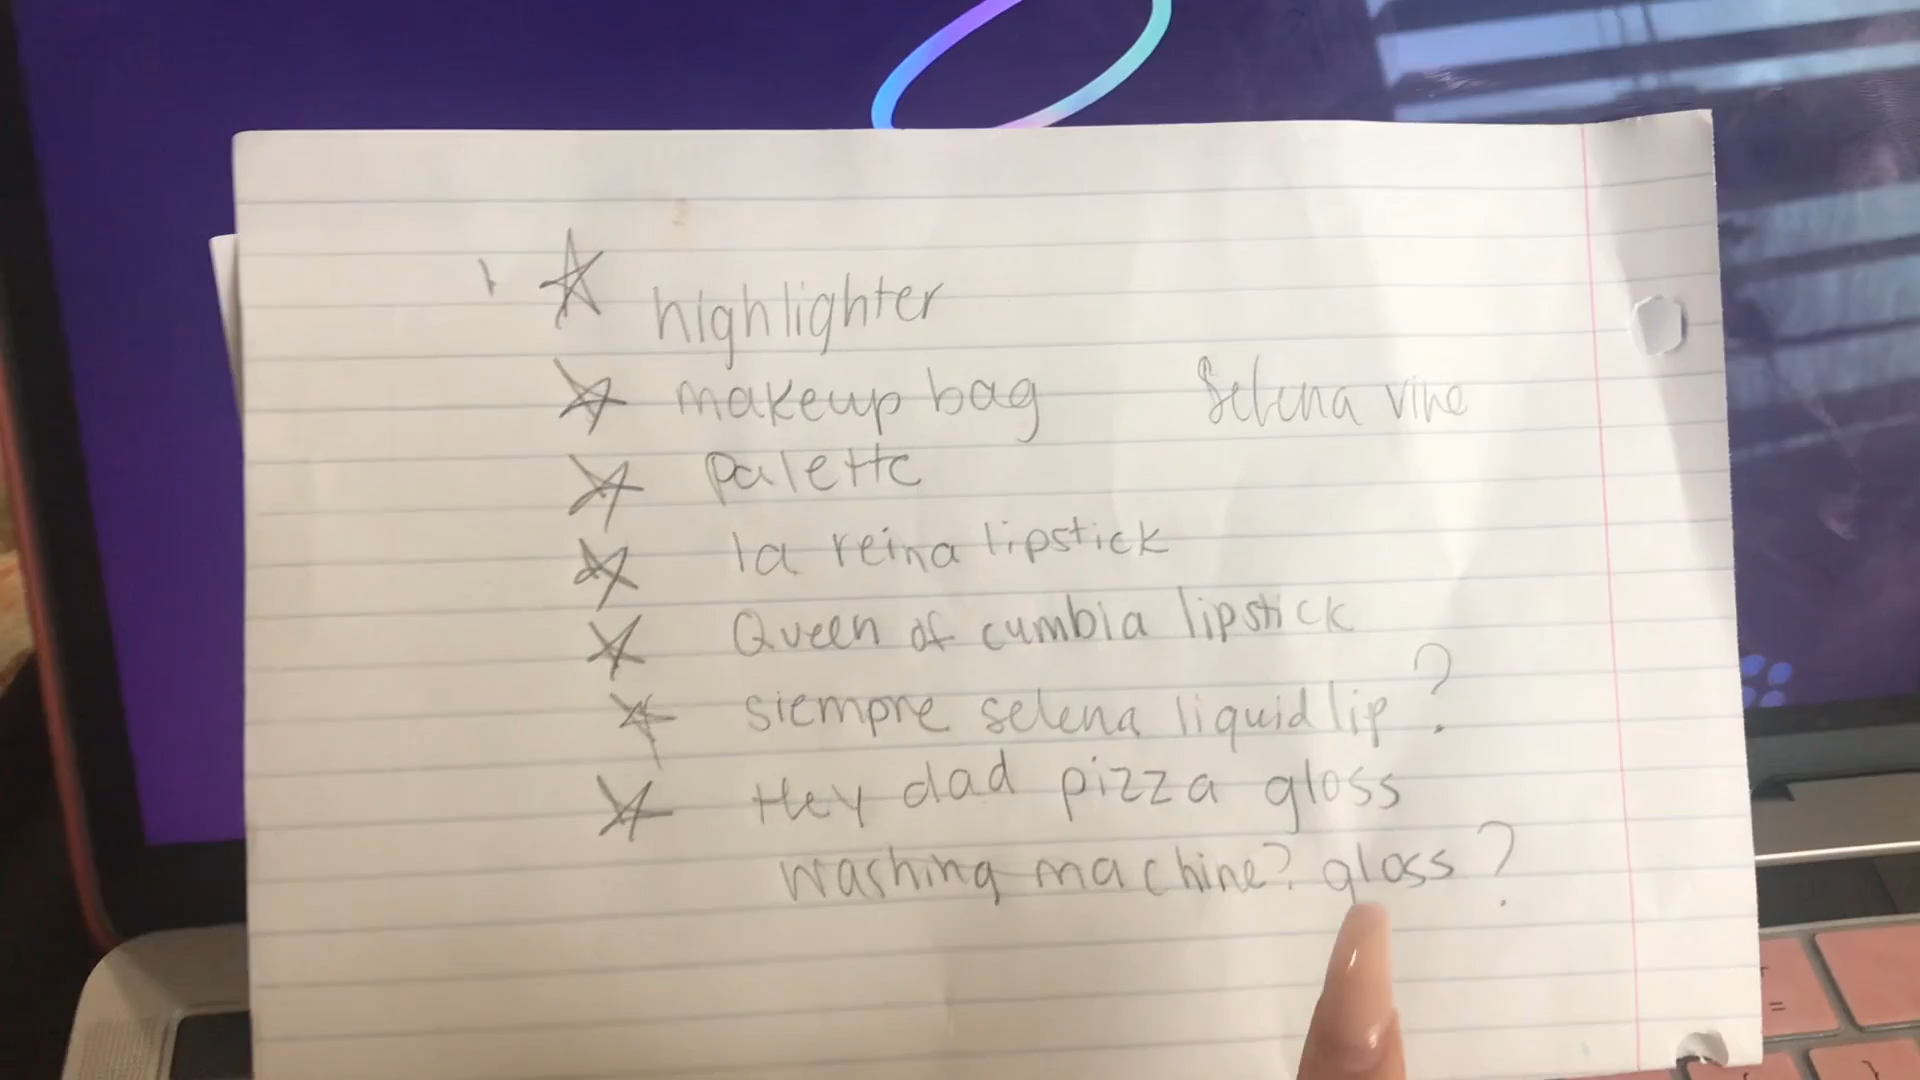 highlighter
makeup bag Selena vine
palette
la reina lipstick
Queen of cumbia lipstick
siempre selena liquid lip?
Hey dad pizza gloss
washing machine? gloss?